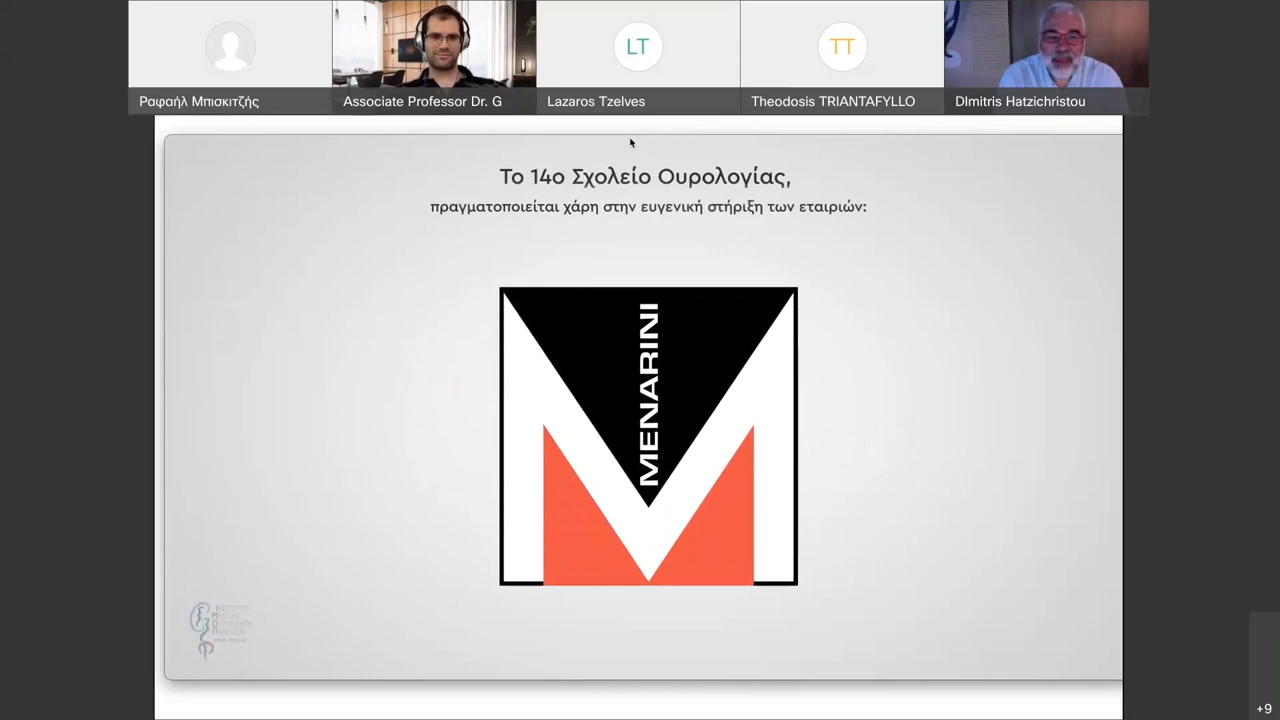 LT
TT
Ραφαήλ Μπισκιτζής
Associate Professor Dr. G
Lazaros Tzelves
Theodosis TRIANTAFYLLO
DImitris Hatzichristou
Το 14ο Σχολείο Ουρολογίας,
πραγματοποιείται χάρη στην ευγενική στήριξη των εταιριών:
MENARINI
+9